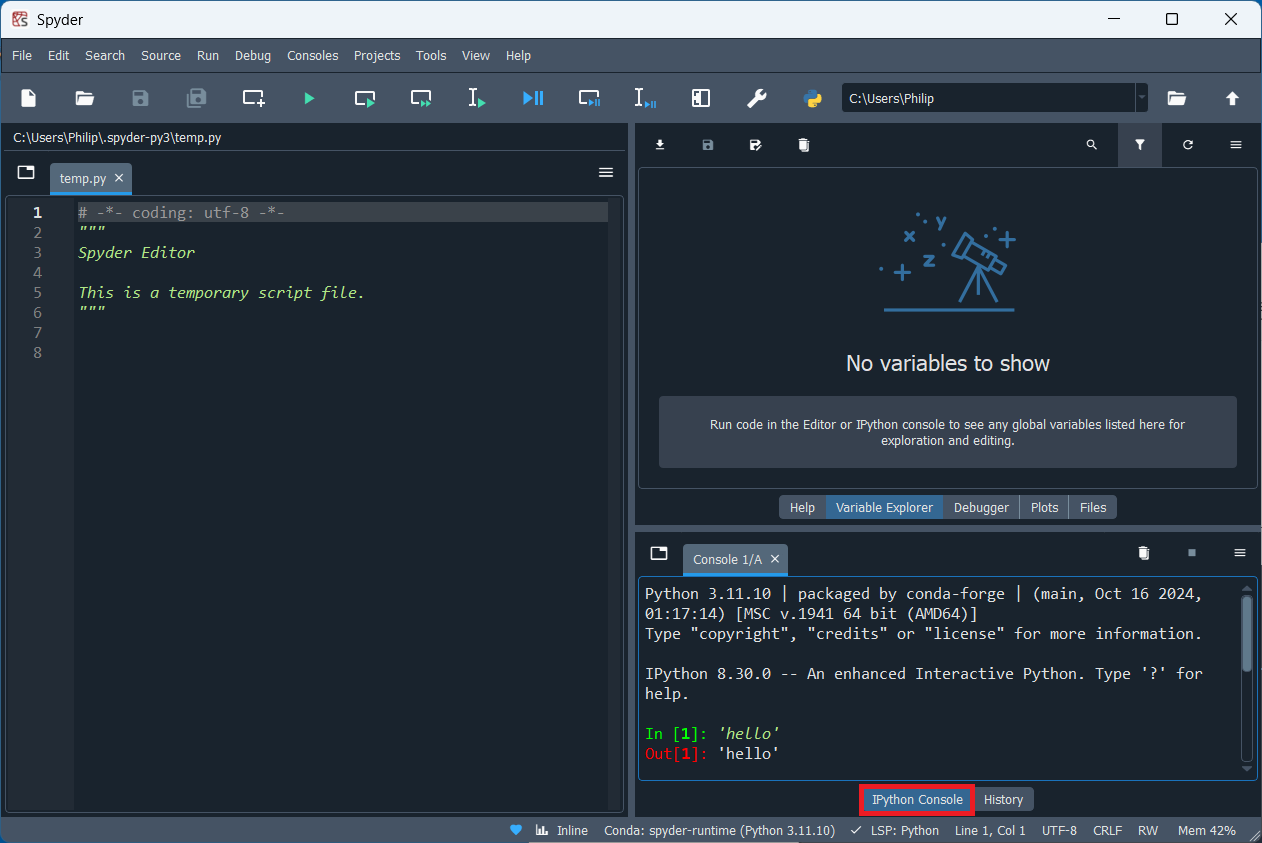 Spyder
File Edit Search Source Run Debug Consoles Projects Tools View Help
C:\Users\Philip
C:\Users\Philip\.spyder-py3\temp.py
temp.py
1 # -*- coding: utf-8 -*-
2 """
3 Spyder Editor
4
5 This is a temporary script file.
6 """
7
8
x y z
No variables to show
Run code in the Editor or IPython console to see any global variables listed here for
exploration and editing.
Help Variable Explorer Debugger Plots Files
Console 1/A
Python 3.11.10 | packaged by conda-forge | (main, Oct 16 2024,
01:17:14) [MSC v.1941 64 bit (AMD64)]
Type "copyright", "credits" or "license" for more information.
IPython 8.30.0 -- An enhanced Interactive Python. Type '?' for
help.
In [1]: 'hello'
Out[1]: 'hello'
IPython Console History
Inline Conda: spyder-runtime (Python 3.11.10) LSP: Python Line 1, Col 1 UTF-8 CRLF RW Mem 42%